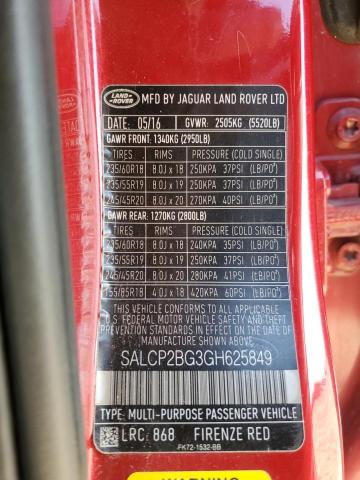 LAND-ROVER
MFD BY JAGUAR LAND ROVER LTD
DATE: 05/16 GVWR: 2505KG (5520LB)
GAWR FRONT: 1340KG (2950LB)
TIRES RIMS PRESSURE (COLD SINGLE)
235/60R18 8.0J x 18 250KPA 37PSI (LB/PO²)
235/55R19 8.0J x 19 250KPA 37PSI (LB/PO²)
245/45R20 8.0J x 20 270KPA 40PSI (LB/PO²)
GAWR REAR: 1270KG (2800LB)
TIRES RIMS PRESSURE (COLD SINGLE)
235/60R18 8.0J x 18 240KPA 35PSI (LB/PO²)
235/55R19 8.0J x 19 250KPA 37PSI (LB/PO²)
245/45R20 8.0J x 20 280KPA 41PSI (LB/PO²)
155/85R18 4.0J x 18 420KPA 60PSI (LB/PO²)
THIS VEHICLE CONFORMS TO ALL APPLICABLE
FEDERAL MOTOR VEHICLE SAFETY AND
THEFT PREVENTION STANDARDS IN EFFECT ON
THE DATE OF MANUFACTURE SHOWN ABOVE
SALCP2BG3GH625849
TYPE: MULTI-PURPOSE PASSENGER VEHICLE
LRC: 868 FIRENZE RED
FK72-1532-BB
WARNING